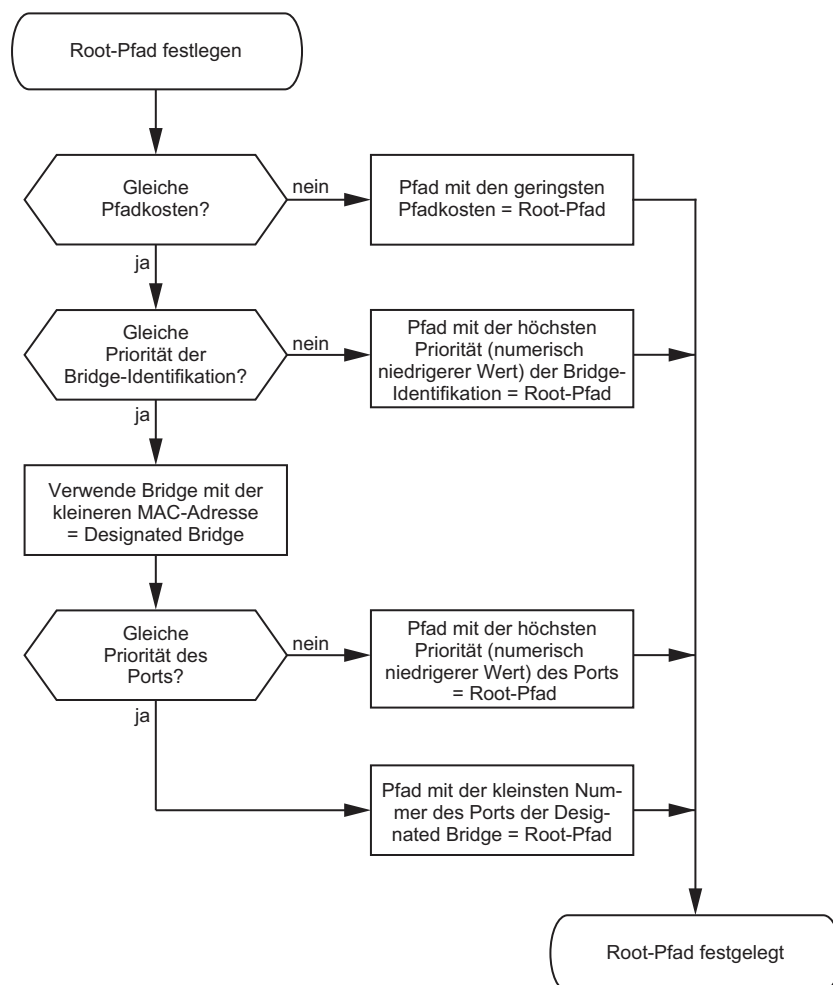 Root-Pfad festlegen
Gleiche
Pfadkosten?
nein
Pfad mit den geringsten
Pfadkosten = Root-Pfad
ja
Gleiche
Priorität der
Bridge-Identifikation?
nein
Pfad mit der höchsten
Priorität (numerisch
niedrigerer Wert) der Bridge-
Identifikation = Root-Pfad
ja
Verwende Bridge mit der
kleineren MAC-Adresse
= Designated Bridge
Gleiche
Priorität des
Ports?
nein
Pfad mit der höchsten
Priorität (numerisch
niedrigerer Wert) des Ports
= Root-Pfad
ja
Pfad mit der kleinsten Num-
mer des Ports der Desig-
nated Bridge = Root-Pfad
Root-Pfad festgelegt